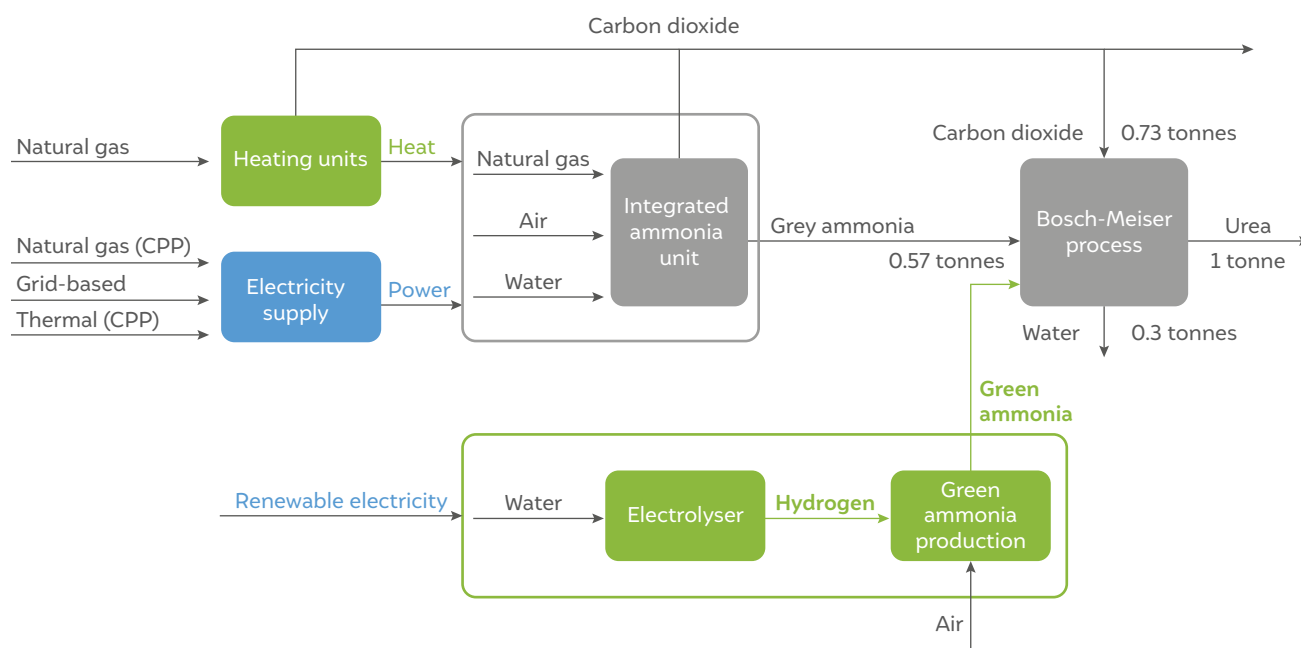 Carbon dioxide
Natural gas
Heating units
Heat
Natural gas
Air
Water
Integrated
ammonia
unit
Natural gas (CPP)
Grid-based
Thermal (CPP)
Electricity
supply
Power
Grey ammonia
0.57 tonnes
Carbon dioxide
0.73 tonnes
Bosch-Meiser
process
Urea
1 tonne
Water
0.3 tonnes
Green
ammonia
Renewable electricity
Water
Electrolyser
Hydrogen
Green
ammonia
production
Air